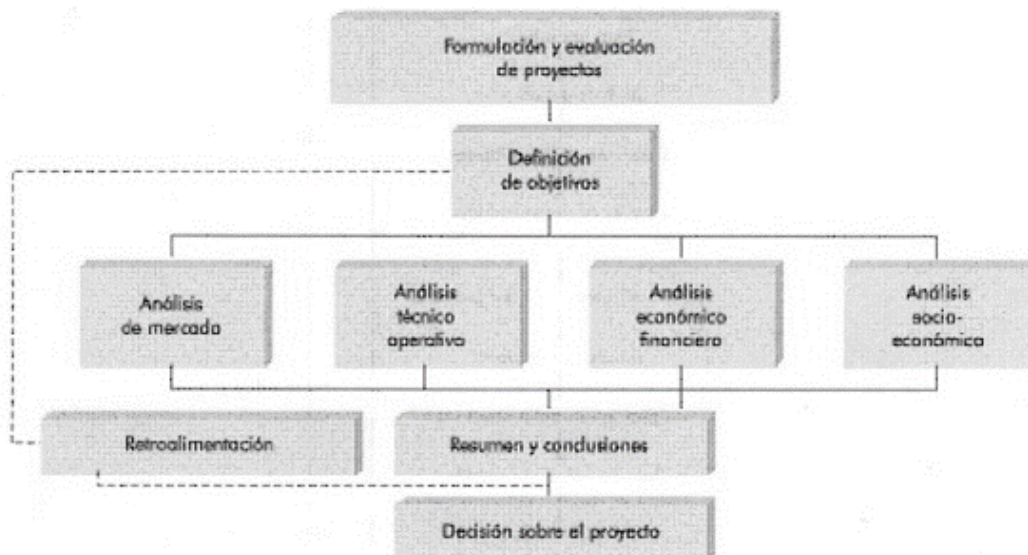 Formulación y evaluación
de proyectos
Definición
de objetivos
Análisis
de mercado
Análisis
técnico
operativo
Análisis
económico
financiero
Análisis
socio-
económico
Retroalimentación
Resumen y conclusiones
Decisión sobre el proyecto